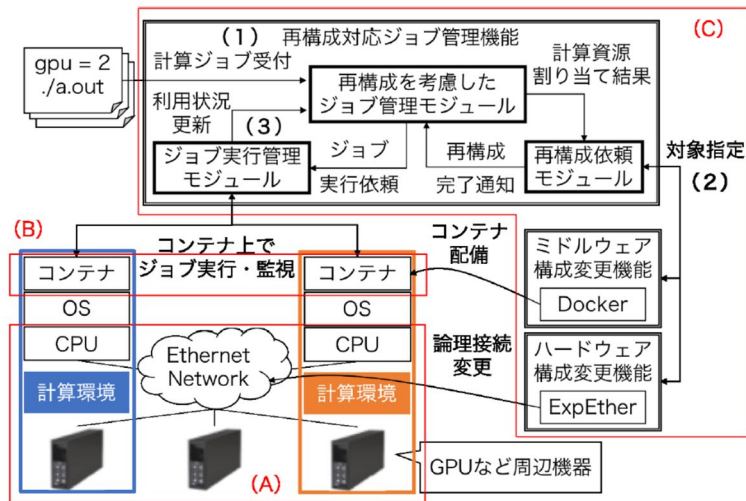 (C)
(1) 再構成対応ジョブ管理機能
gpu = 2
./a.out
計算ジョブ受付
再構成を考慮した
ジョブ管理モジュール
計算資源
割り当て結果
利用状況
更新
(3)
ジョブ実行管理
モジュール
ジョブ
実行依頼
再構成
完了通知
再構成依頼
モジュール
対象指定
(2)
(B)
コンテナ上で
ジョブ実行・監視
コンテナ
配備
コンテナ
OS
CPU
計算環境
コンテナ
OS
CPU
計算環境
Ethernet
Network
論理接続
変更
ミドルウェア
構成変更機能
Docker
ハードウェア
構成変更機能
ExpEther
(A)
GPUなど周辺機器